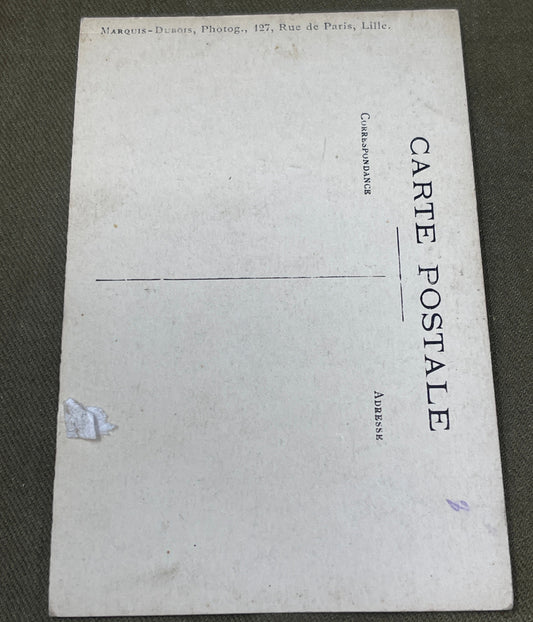 CARTE POSTALE
CORRESPONDANCE
ADRESSE
MARQUIS-DUBOIS, Photog., 127, Rue de Paris, Lille.